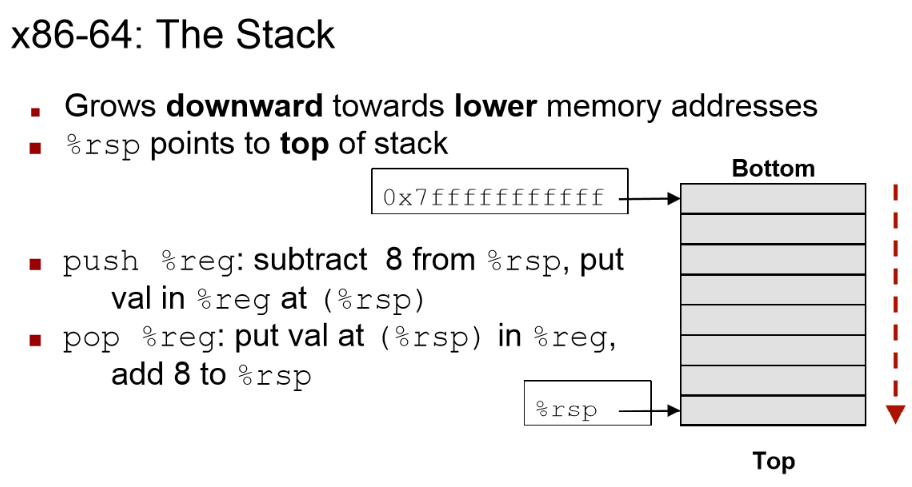 x86-64: The Stack
Grows downward towards lower memory addresses
%rsp points to top of stack
Bottom
0x7fffffffffff
push %reg: subtract 8 from %rsp, put
val in %reg at (%rsp)
pop %reg: put val at (%rsp) in %reg,
add 8 to %rsp
%rsp
Top